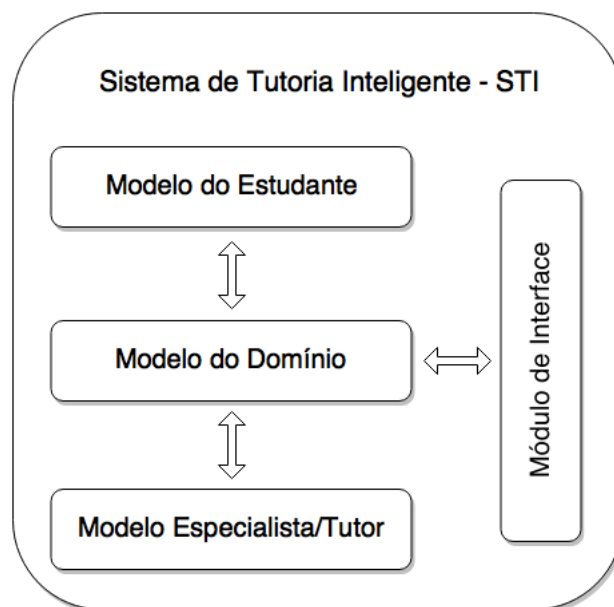 Sistema de Tutoria Inteligente - STI
Modelo do Estudante
Modelo do Domínio
Módulo de Interface
Modelo Especialista/Tutor